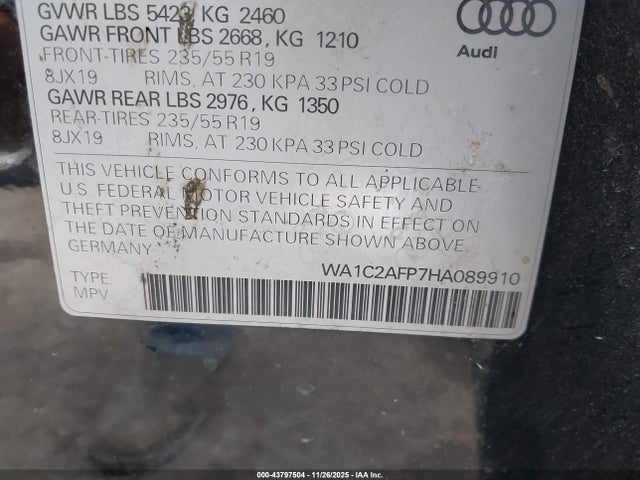 GVWR LBS 5423, KG 2460
GAWR FRONT LBS 2668, KG 1210
FRONT-TIRES 235/55 R19
8JX19 RIMS, AT 230 KPA 33 PSI COLD
GAWR REAR LBS 2976, KG 1350
REAR-TIRES 235/55 R19
8JX19 RIMS, AT 230 KPA 33 PSI COLD
Audi
THIS VEHICLE CONFORMS TO ALL APPLICABLE
U.S. FEDERAL MOTOR VEHICLE SAFETY AND
THEFT PREVENTION STANDARDS IN EFFECT ON
THE DATE OF MANUFACTURE SHOWN ABOVE.
GERMANY
WA1C2AFP7HA089910
TYPE
MPV
000-43797504 11/26/2025 - IAAI.COM